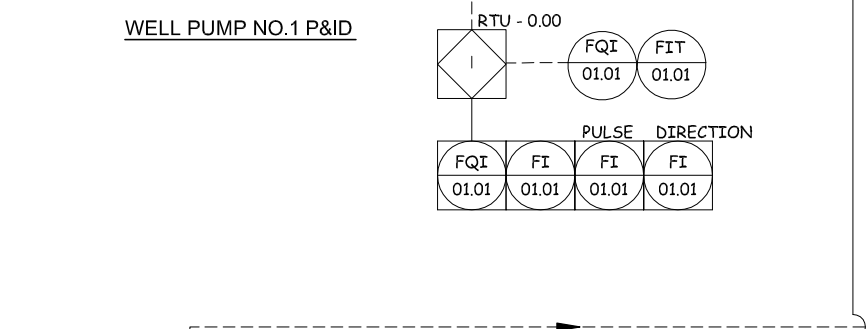 WELL PUMP NO.1 P&ID
RTU - 0.00
FQI FIT
01.01 01.01
PULSE DIRECTION
FQI FI FI FI
01.01 01.01 01.01 01.01